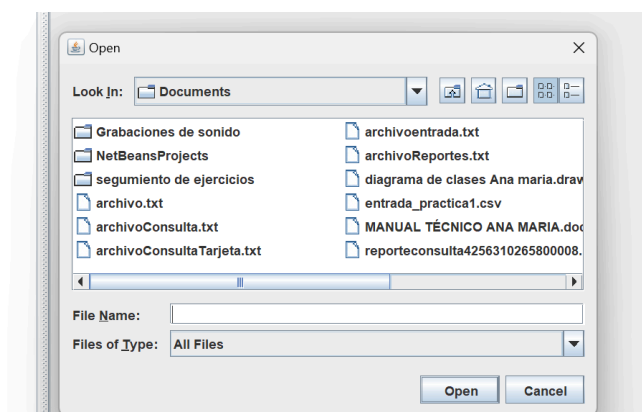 Open
Look In: Documents
Grabaciones de sonido
NetBeansProjects
segumiento de ejercicios
archivo.txt
archivoConsulta.txt
archivoConsultaTarjeta.txt
archivoentrada.txt
archivoReportes.txt
diagrama de clases Ana maria.draw
entrada_practica1.csv
MANUAL TÉCNICO ANA MARIA.doc
reporteconsulta4256310265800008.
File Name:
Files of Type: All Files
Open Cancel